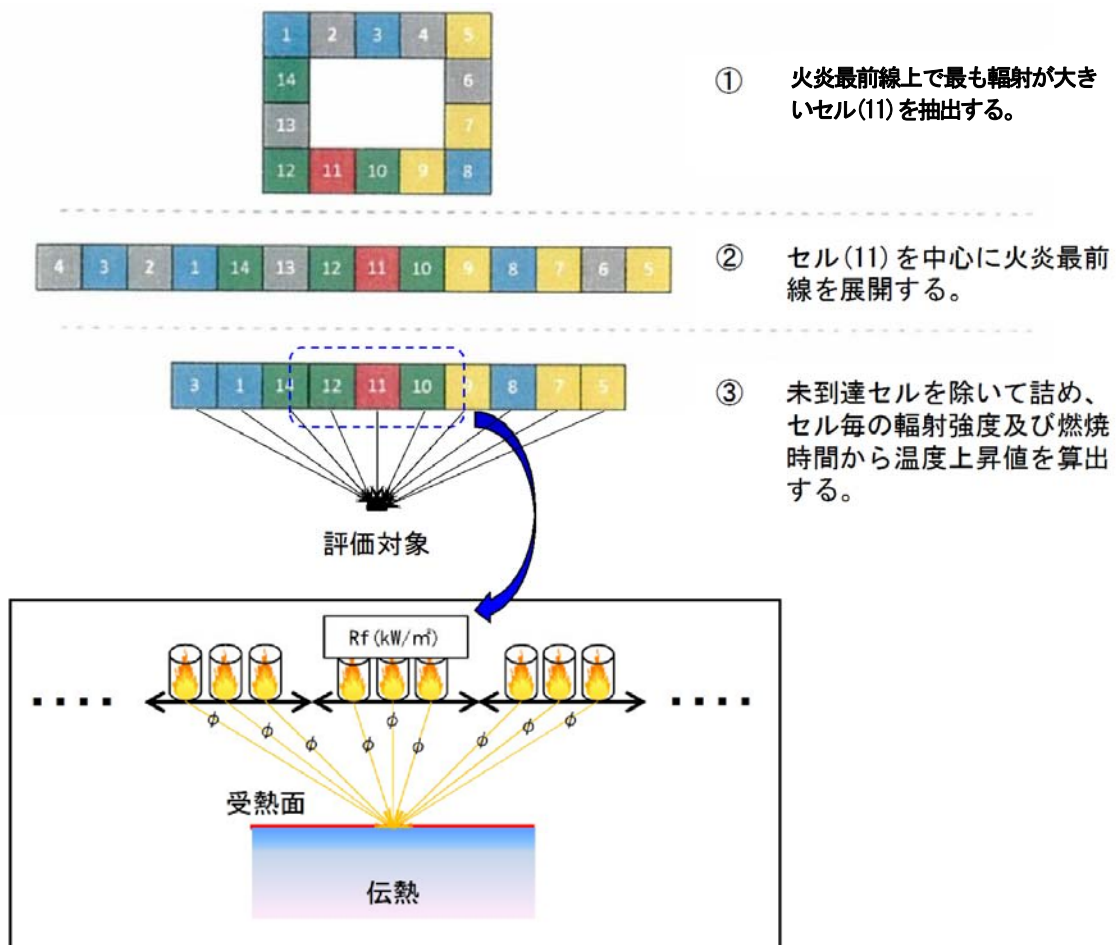 1 2 3 4 5
14 6
13 7
12 11 10 9 8
① 火炎最前線上で最も輻射が大き
いセル(11)を抽出する。
4 3 2 1 14 13 12 11 10 9 8 7 6 5
② セル(11)を中心に火炎最前
線を展開する。
3 1 14 12 11 10 9 8 7 5
③ 未到達セルを除いて詰め、
セル毎の輻射強度及び燃焼
時間から温度上昇値を算出
する。
評価対象
Rf(kW/㎡)
φ φ φ φ φ φ φ φ φ
受熱面
伝熱